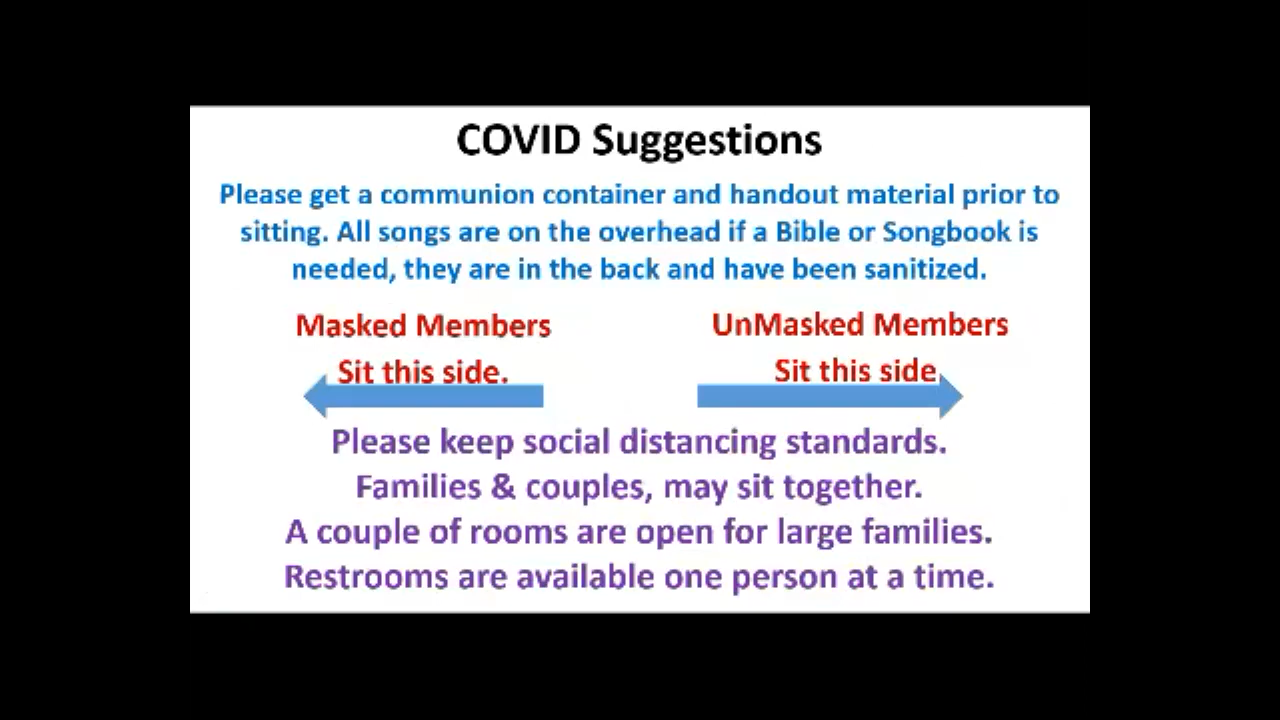 COVID Suggestions
Please get a communion container and handout material prior to
sitting. All songs are on the overhead if a Bible or Songbook is
needed, they are in the back and have been sanitized.
Masked Members
Sit this side.
UnMasked Members
Sit this side.
Please keep social distancing standards.
Families & couples, may sit together.
A couple of rooms are open for large families.
Restrooms are available one person at a time.